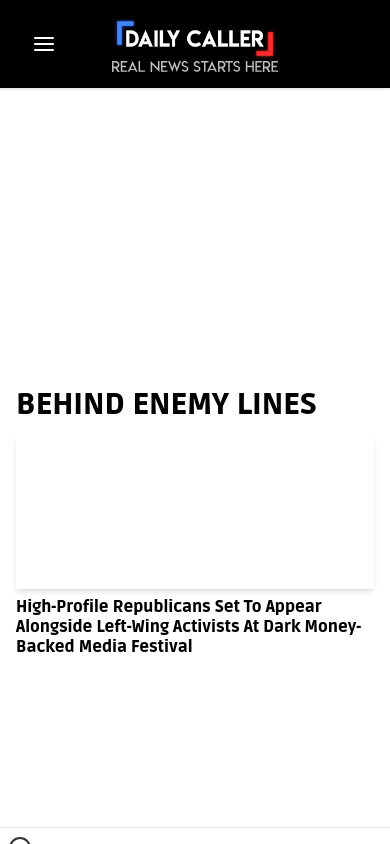 DAILY CALLER
REAL NEWS STARTS HERE
BEHIND ENEMY LINES
High-Profile Republicans Set To Appear
Alongside Left-Wing Activists At Dark Money-
Backed Media Festival